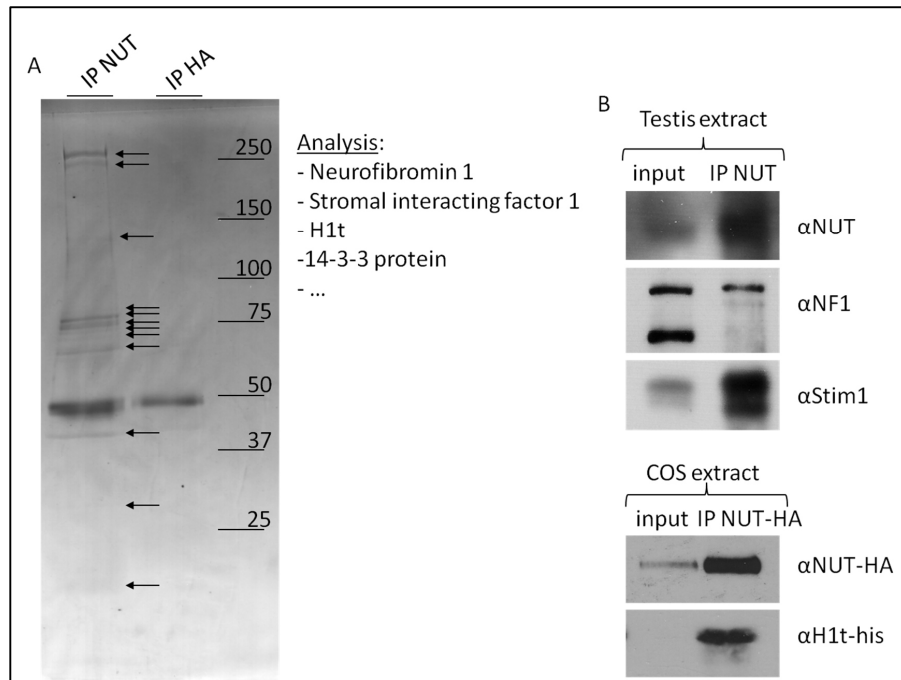 A
IP NUT
IP HA
250
150
100
75
50
37
25
Analysis:
- Neurofibromin 1
- Stromal interacting factor 1
- H1t
-14-3-3 protein
- ...
B
Testis extract
input IP NUT
αNUT
αNF1
αStim1
COS extract
input IP NUT-HA
αNUT-HA
αH1t-his